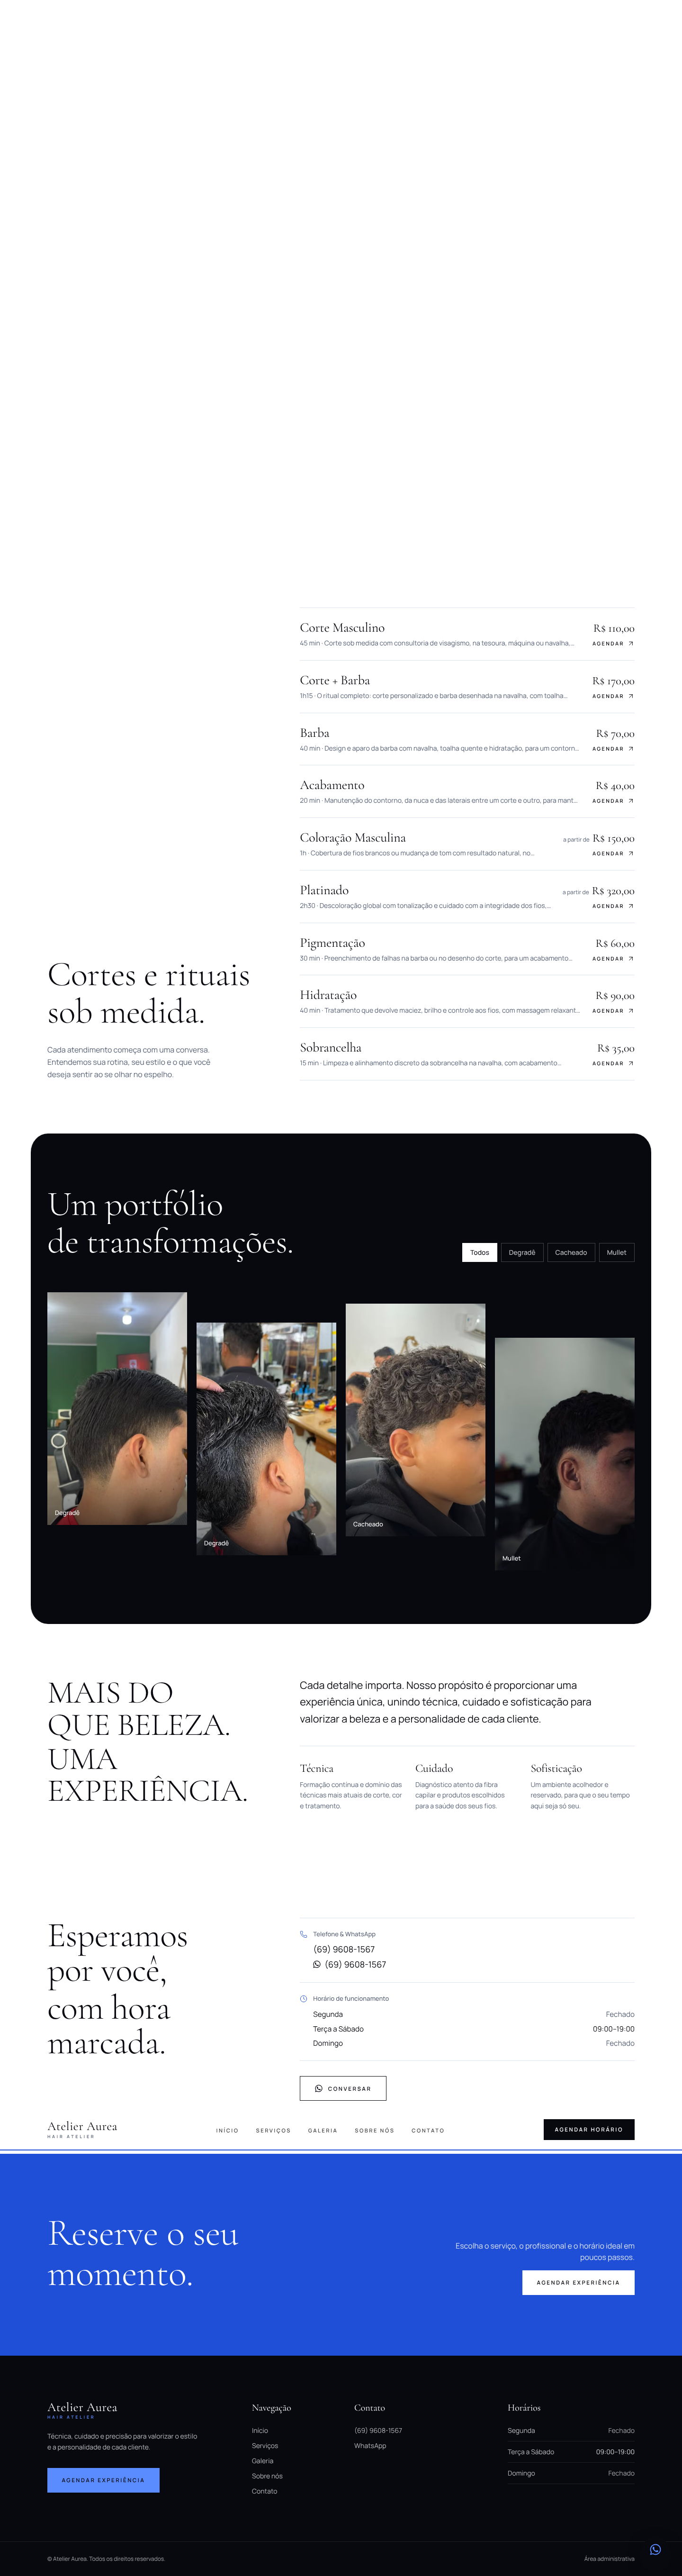 Cortes e rituais
sob medida.
Cada atendimento começa com uma conversa.
Entendemos sua rotina, seu estilo e o que você
deseja sentir ao se olhar no espelho.
Corte Masculino
R$ 110,00
45 min · Corte sob medida com consultoria de visagismo, na tesoura, máquina ou navalha,...
AGENDAR
Corte + Barba
R$ 170,00
1h15 · O ritual completo: corte personalizado e barba desenhada na navalha, com toalha...
AGENDAR
Barba
R$ 70,00
40 min · Design e aparo da barba com navalha, toalha quente e hidratação, para um contorn...
AGENDAR
Acabamento
R$ 40,00
20 min · Manutenção do contorno, da nuca e das laterais entre um corte e outro, para mant...
AGENDAR
Coloração Masculina
a partir de R$ 150,00
1h · Cobertura de fios brancos ou mudança de tom com resultado natural, no...
AGENDAR
Platinado
a partir de R$ 320,00
2h30 · Descoloração global com tonalização e cuidado com a integridade dos fios,...
AGENDAR
Pigmentação
R$ 60,00
30 min · Preenchimento de falhas na barba ou no desenho do corte, para um acabamento...
AGENDAR
Hidratação
R$ 90,00
40 min · Tratamento que devolve maciez, brilho e controle aos fios, com massagem relaxant...
AGENDAR
Sobrancelha
R$ 35,00
15 min · Limpeza e alinhamento discreto da sobrancelha na navalha, com acabamento...
AGENDAR
Um portfólio
de transformações.
Todos
Degradê
Cacheado
Mullet
Degradê
Degradê
Cacheado
Mullet
MAIS DO
QUE BELEZA.
UMA
EXPERIÊNCIA.
Cada detalhe importa. Nosso propósito é proporcionar uma
experiência única, unindo técnica, cuidado e sofisticação para
valorizar a beleza e a personalidade de cada cliente.
Técnica
Formação contínua e domínio das
técnicas mais atuais de corte, cor
e tratamento.
Cuidado
Diagnóstico atento da fibra
capilar e produtos escolhidos
para a saúde dos seus fios.
Sofisticação
Um ambiente acolhedor e
reservado, para que o seu tempo
aqui seja só seu.
Esperamos
por você,
com hora
marcada.
Telefone & WhatsApp
(69) 9608-1567
(69) 9608-1567
Horário de funcionamento
Segunda
Fechado
Terça a Sábado
09:00–19:00
Domingo
Fechado
CONVERSAR
Atelier Aurea
HAIR ATELIER
INÍCIO
SERVIÇOS
GALERIA
SOBRE NÓS
CONTATO
AGENDAR HORÁRIO
Reserve o seu
momento.
Escolha o serviço, o profissional e o horário ideal em
poucos passos.
AGENDAR EXPERIÊNCIA
Atelier Aurea
HAIR ATELIER
Técnica, cuidado e precisão para valorizar o estilo
e a personalidade de cada cliente.
AGENDAR EXPERIÊNCIA
Navegação
Início
Serviços
Galeria
Sobre nós
Contato
Contato
(69) 9608-1567
WhatsApp
Horários
Segunda
Fechado
Terça a Sábado
09:00–19:00
Domingo
Fechado
© Atelier Aurea. Todos os direitos reservados.
Área administrativa